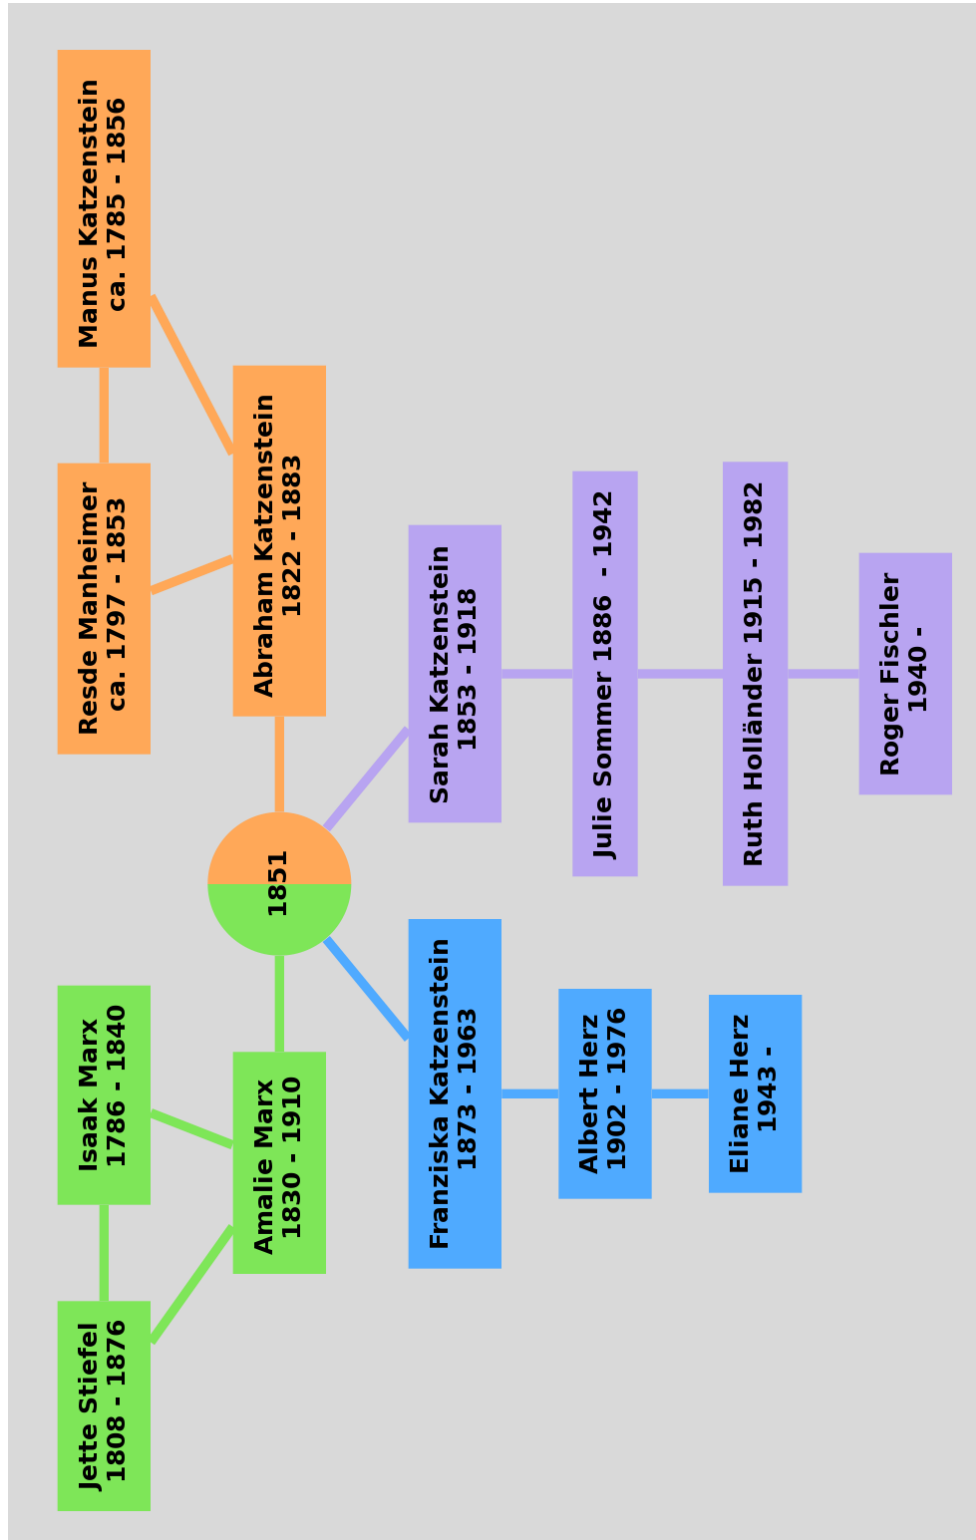 Jette Stiefel
1808 - 1876
Isaak Marx
1786 - 1840
Resde Manheimer
ca. 1797 - 1853
Manus Katzenstein
ca. 1785 - 1856
Amalie Marx
1830 - 1910
1851
Abraham Katzenstein
1822 - 1883
Franziska Katzenstein
1873 - 1963
Sarah Katzenstein
1853 - 1918
Albert Herz
1902 - 1976
Julie Sommer 1886  - 1942
Eliane Herz
1943 -
Ruth Holländer 1915 - 1982
Roger Fischler
1940 -